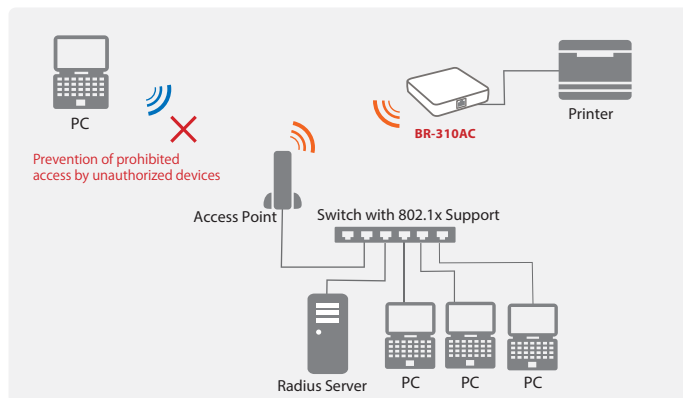 PC
Prevention of prohibited
access by unauthorized devices
BR-310AC
Printer
Access Point
Switch with 802.1x Support
Radius Server
PC
PC
PC